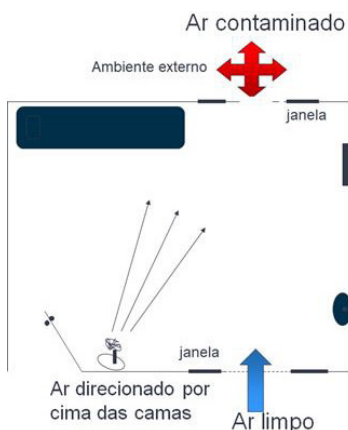 Ar contaminado
Ambiente externo
janela
janela
Ar direcionado por
cima das camas
Ar limpo